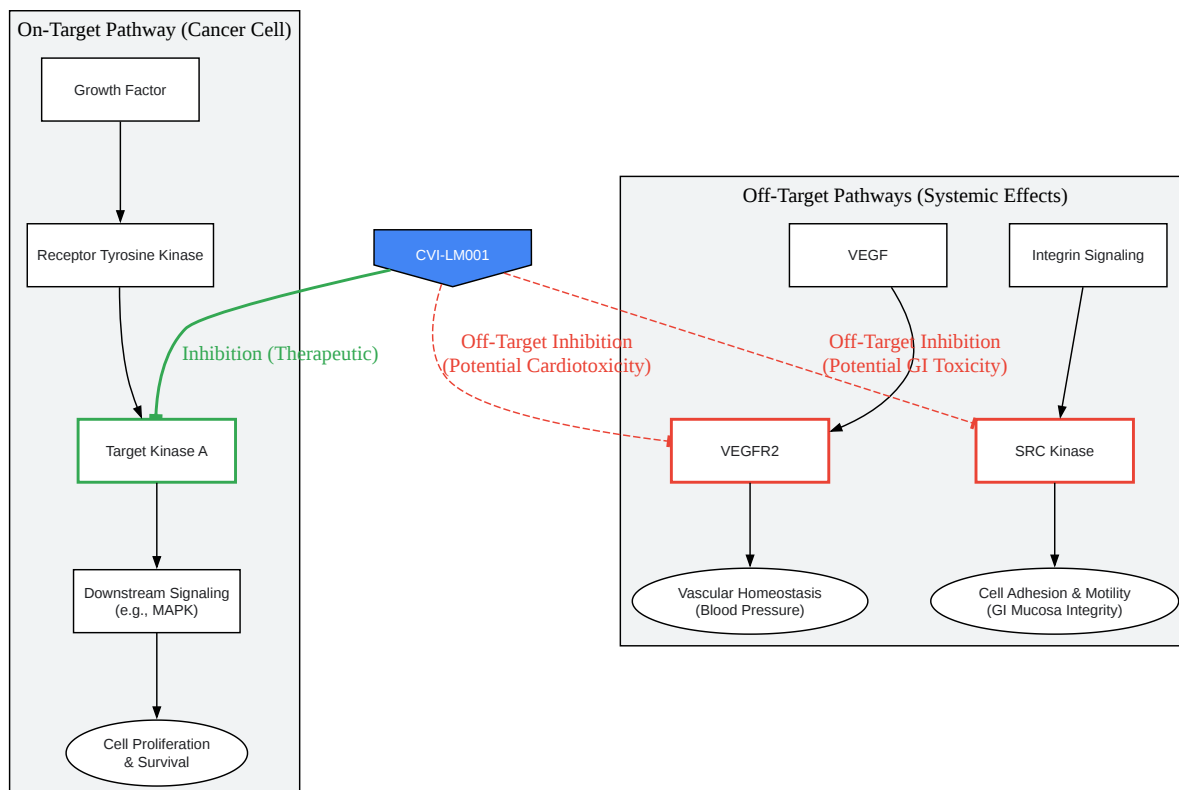 On-Target Pathway (Cancer Cell)
Growth Factor
Receptor Tyrosine Kinase
CVI-LM001
Inhibition (Therapeutic)
Target Kinase A
Downstream Signaling
(e.g., MAPK)
Cell Proliferation
& Survival
Off-Target Inhibition
(Potential Cardiotoxicity)
Off-Target Inhibition
(Potential GI Toxicity)
Off-Target Pathways (Systemic Effects)
VEGF
Integrin Signaling
VEGFR2
SRC Kinase
Vascular Homeostasis
(Blood Pressure)
Cell Adhesion & Motility
(GI Mucosa Integrity)